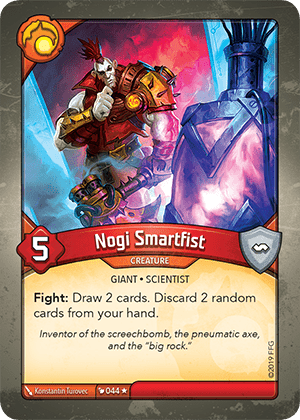 Nogi Smartfist
CREATURE
5
GIANT • SCIENTIST
Fight: Draw 2 cards. Discard 2 random
cards from your hand.
Inventor of the screechbomb, the pneumatic axe,
and the “big rock.”
Konstantin Turovec
044
©2019 FFG